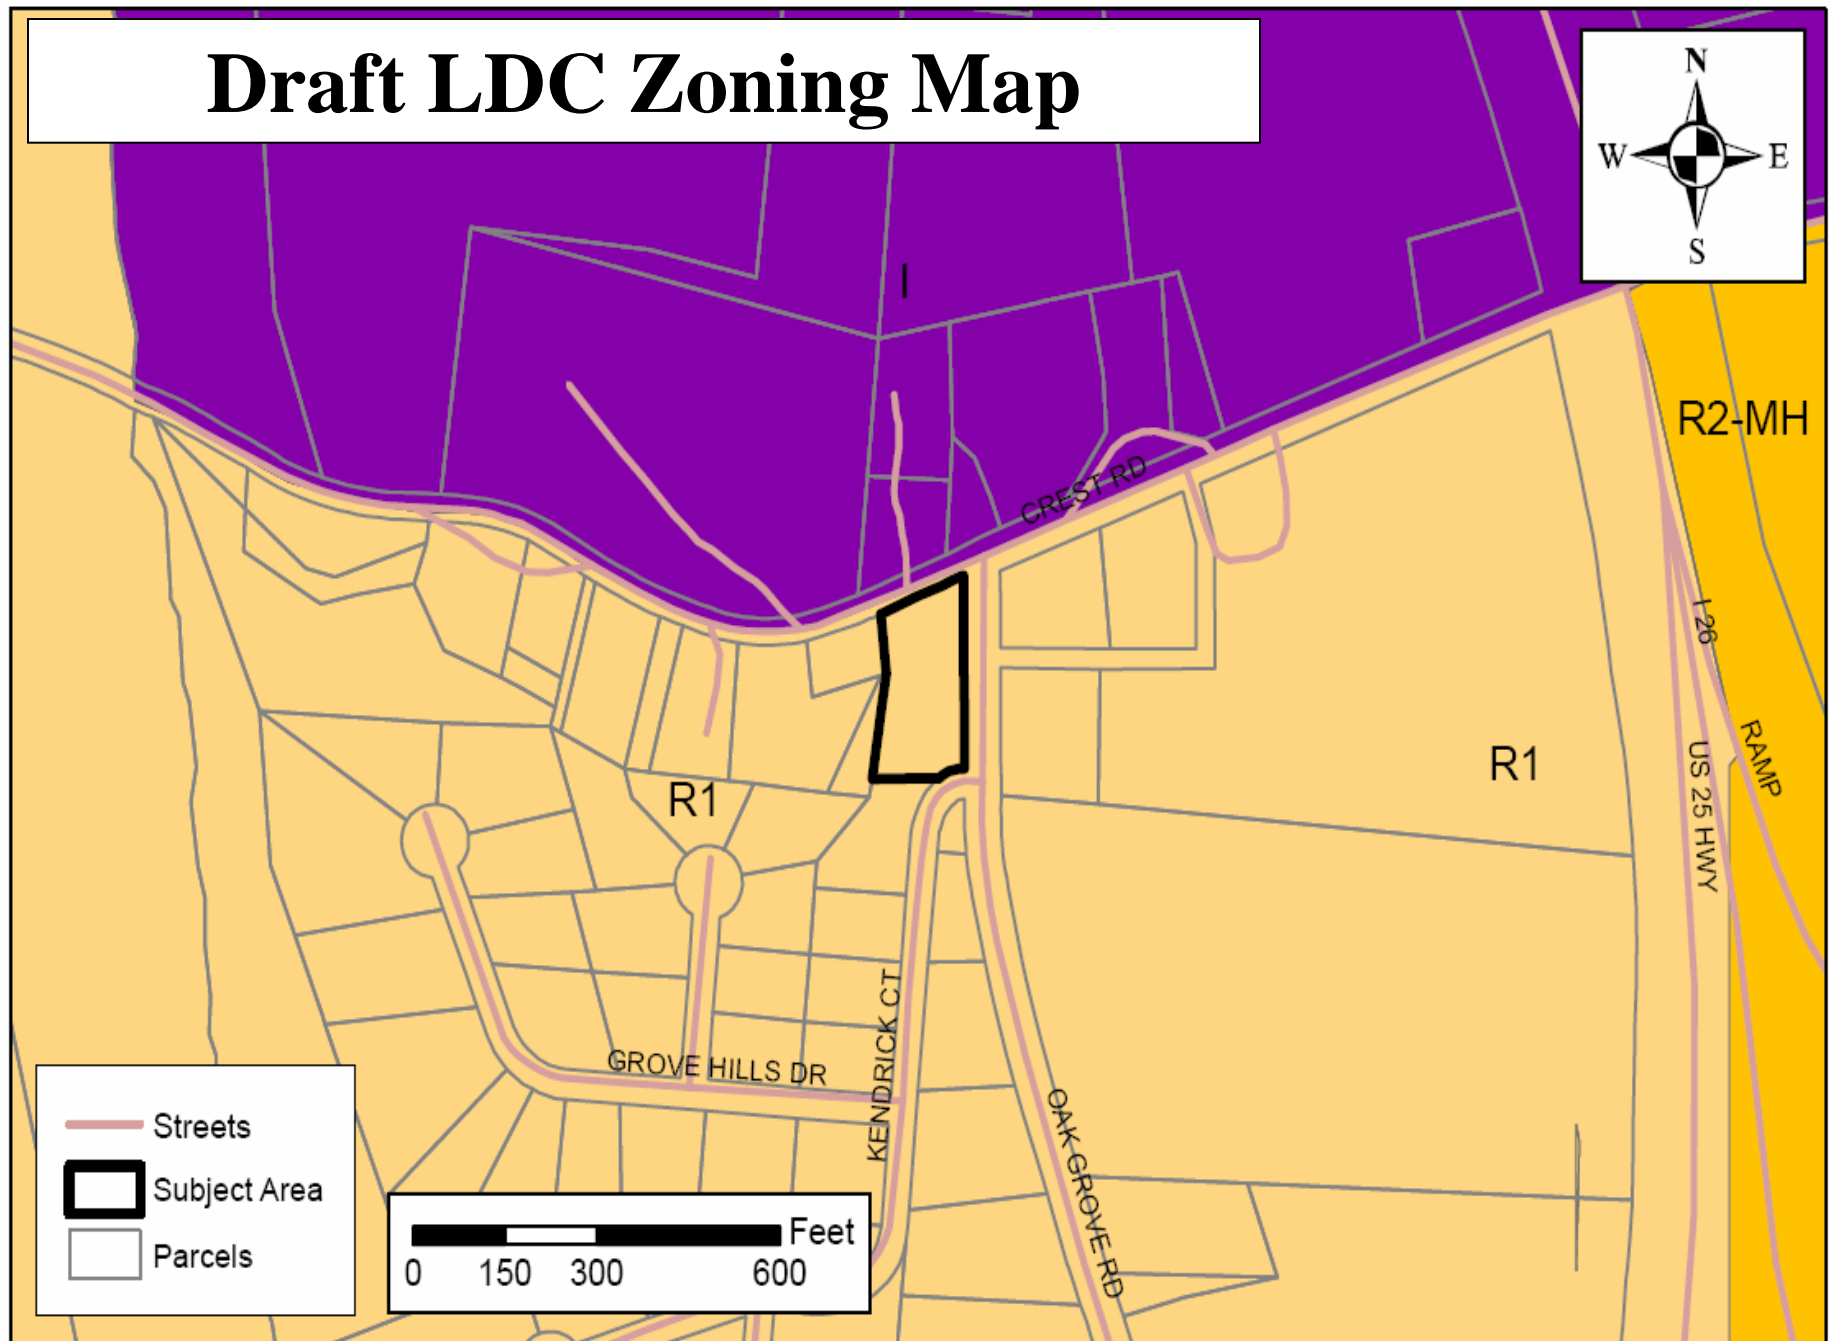 Draft LDC Zoning Map
N
W E
S
I
R2-MH
CREST RD
I 26
RAMP
US 25 HWY
R1
R1
KENDRICK CT
GROVE HILLS DR
OAK GROVE RD
Streets
Subject Area
Parcels
Feet
0 150 300 600